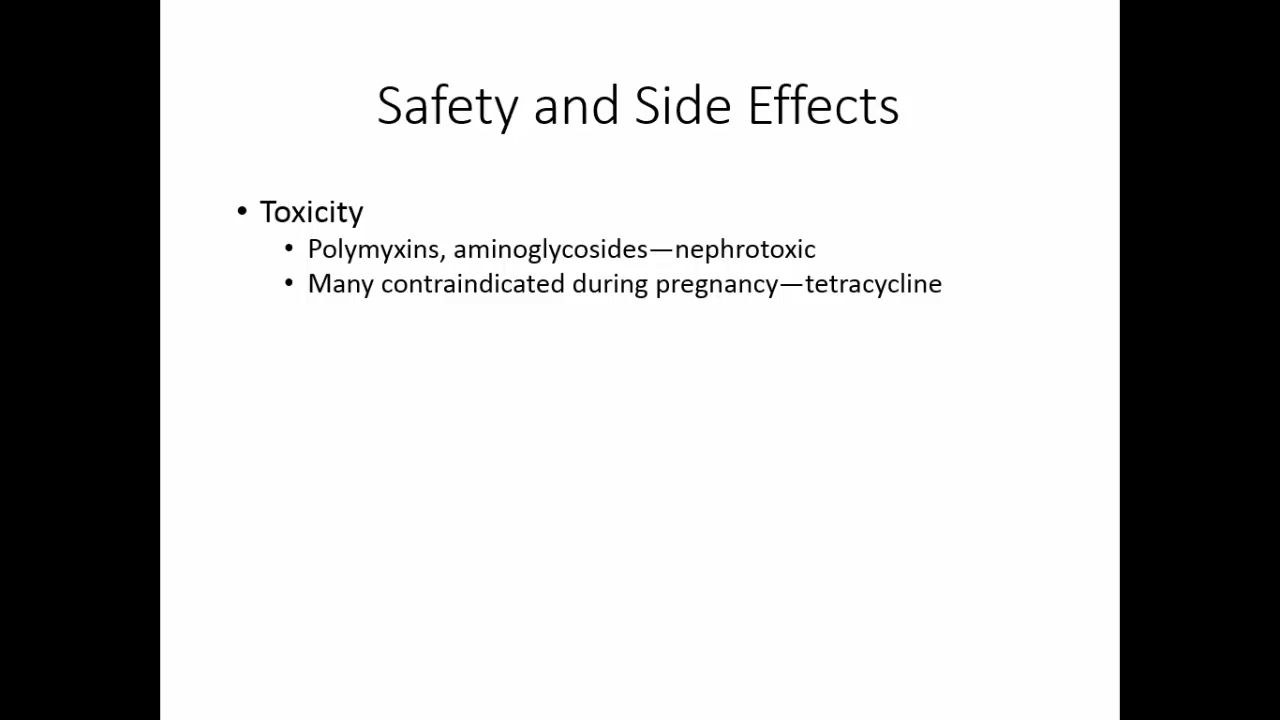 Safety and Side Effects
• Toxicity
• Polymyxins, aminoglycosides—nephrotoxic
• Many contraindicated during pregnancy—tetracycline